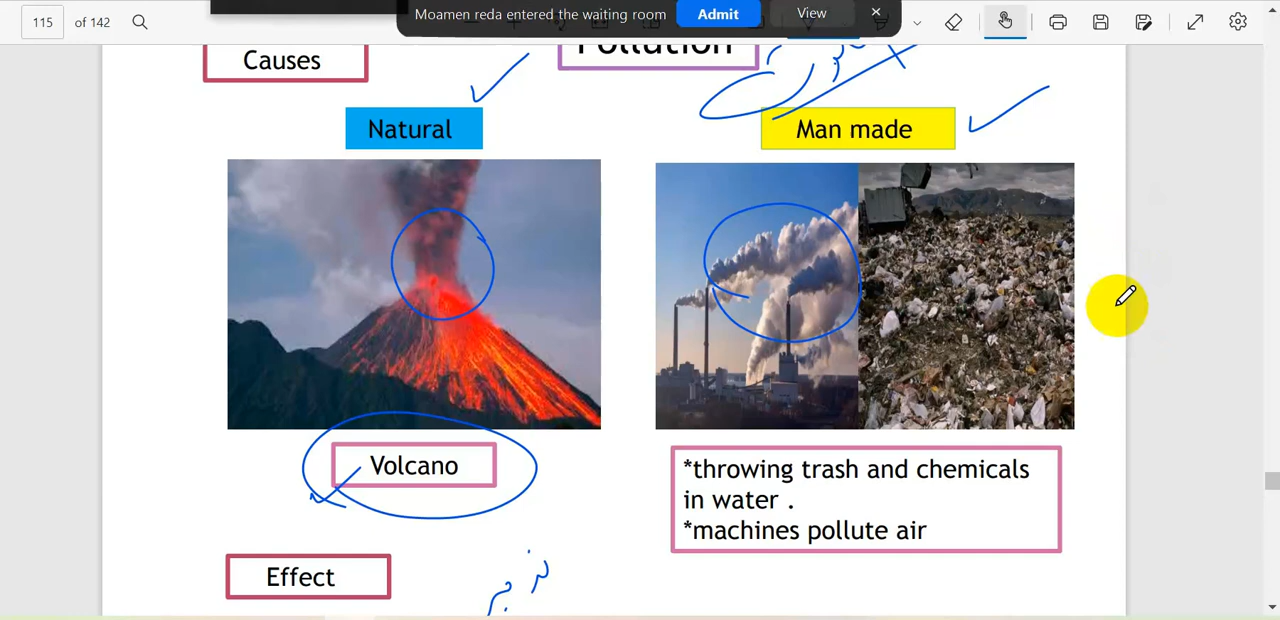 115 of 142
Moamen reda entered the waiting room Admit View
Causes
Pollution
Natural
Man made
Volcano
*throwing trash and chemicals
in water .
*machines pollute air
Effect